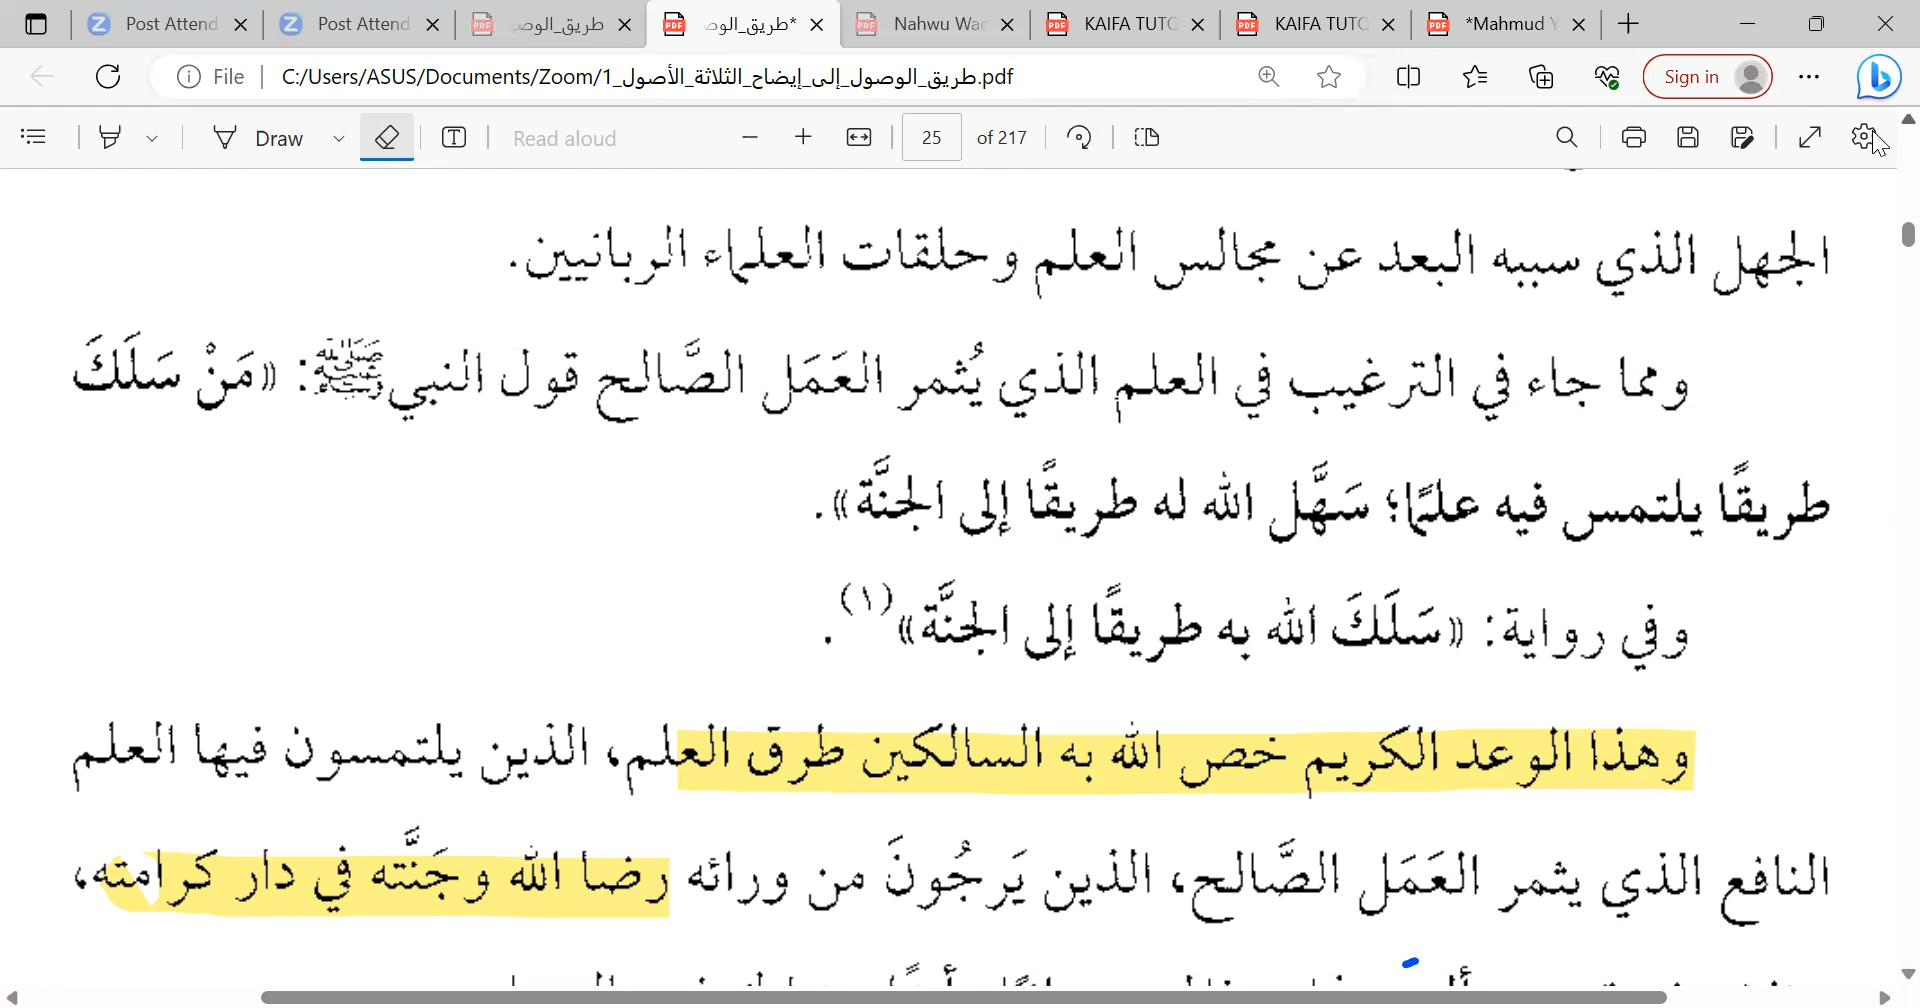 Post Attend
Post Attend
طريق_الوصـ
*طريق_الوص
Nahwu Wa
KAIFA TUT
KAIFA TUT
*Mahmud Y
File
C:/Users/ASUS/Documents/Zoom/1_طريق_الوصول_إلى_إيضاح_الثلاثة_الأصول.pdf
Sign in
Draw
Read aloud
25 of 217
الجهل الذي سببه البعد عن مجالس العلم وحلقات العلماء الربانيين.
ومما جاء في الترغيب في العلم الذي يُثمر العَمَل الصَّالح قول النبي ﷺ: «مَنْ سَلَكَ
طريقًا يلتمس فيه علمًا؛ سَهَّل الله له طريقًا إلى الجنَّة».
وفي رواية: «سَلَكَ الله به طريقًا إلى الجنَّة»(١).
وهذا الوعد الكريم خص الله به السالكين طرق العلم، الذين يلتمسون فيها العلم
النافع الذي يثمر العَمَل الصَّالح، الذين يَرجُونَ من ورائه رضا الله وجَنَّته في دار كرامته،